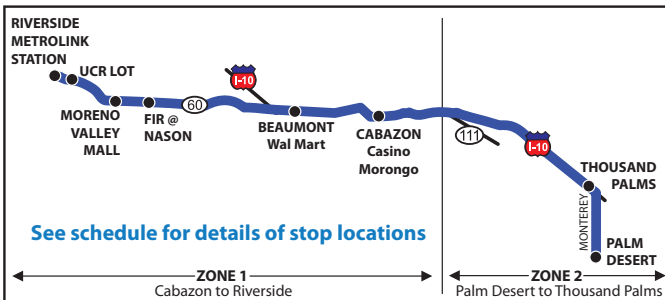 RIVERSIDE
METROLINK
STATION
UCR LOT
MORENO
VALLEY
MALL
FIR @
NASON
60
I-10
BEAUMONT
Wal Mart
CABAZON
Casino
Morongo
111
I-10
THOUSAND
PALMS
MONTEREY
PALM
DESERT
See schedule for details of stop locations
ZONE 1
Cabazon to Riverside
ZONE 2
Palm Desert to Thousand Palms